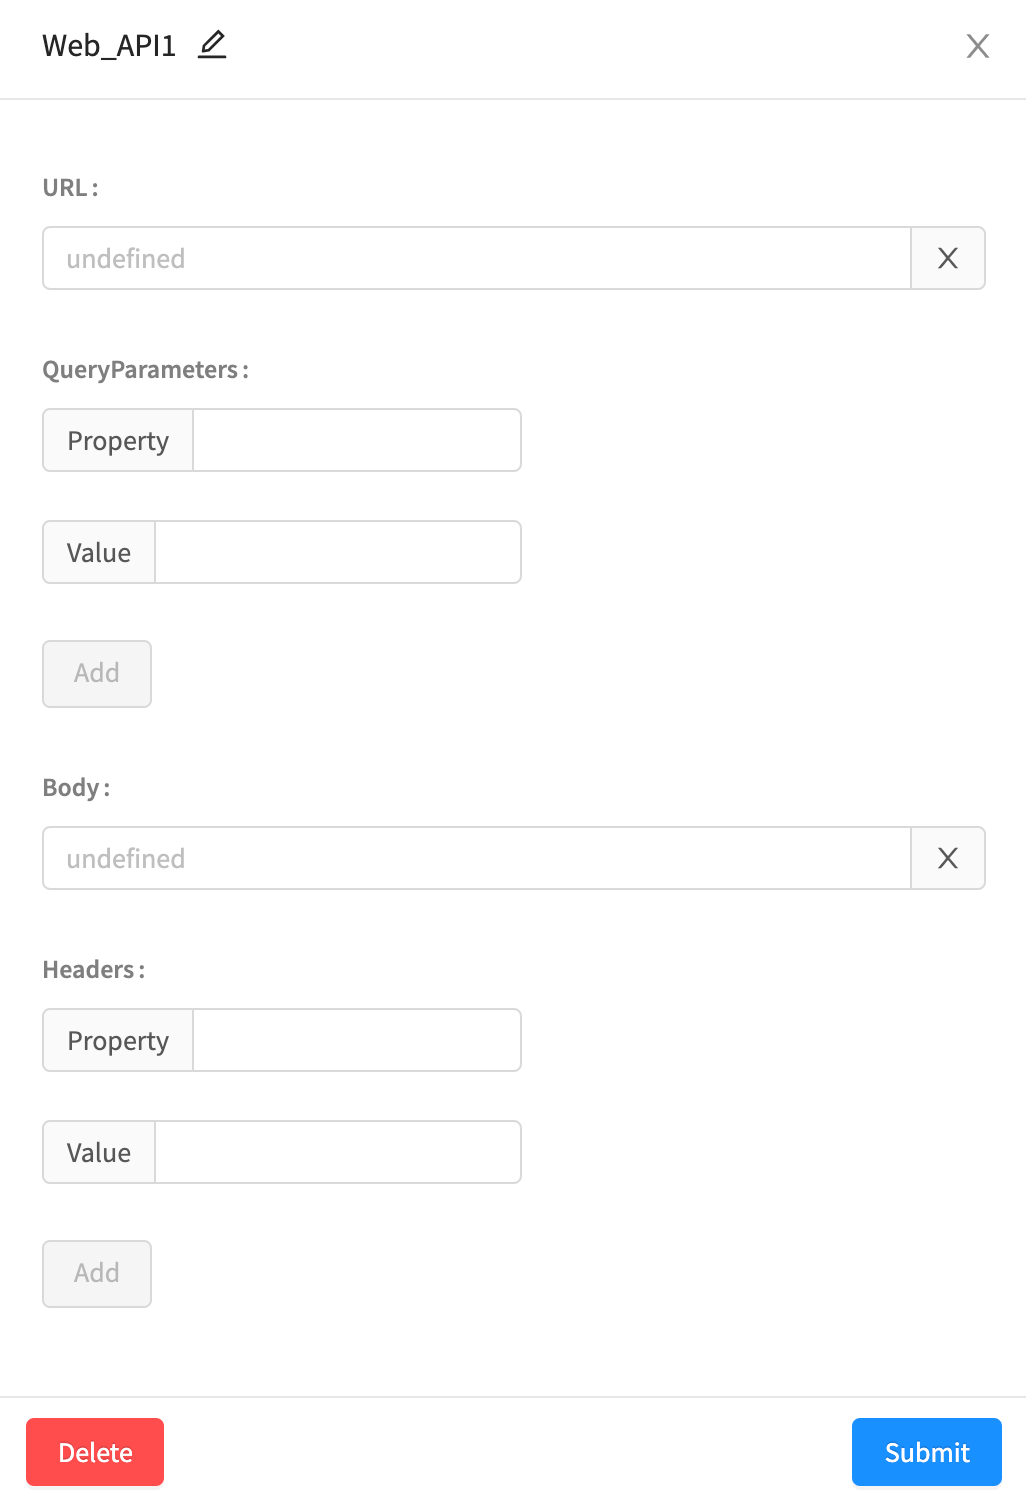 Web_API1
URL :
undefined
QueryParameters :
Property
Value
Add
Body :
undefined
Headers :
Property
Value
Add
Delete
Submit